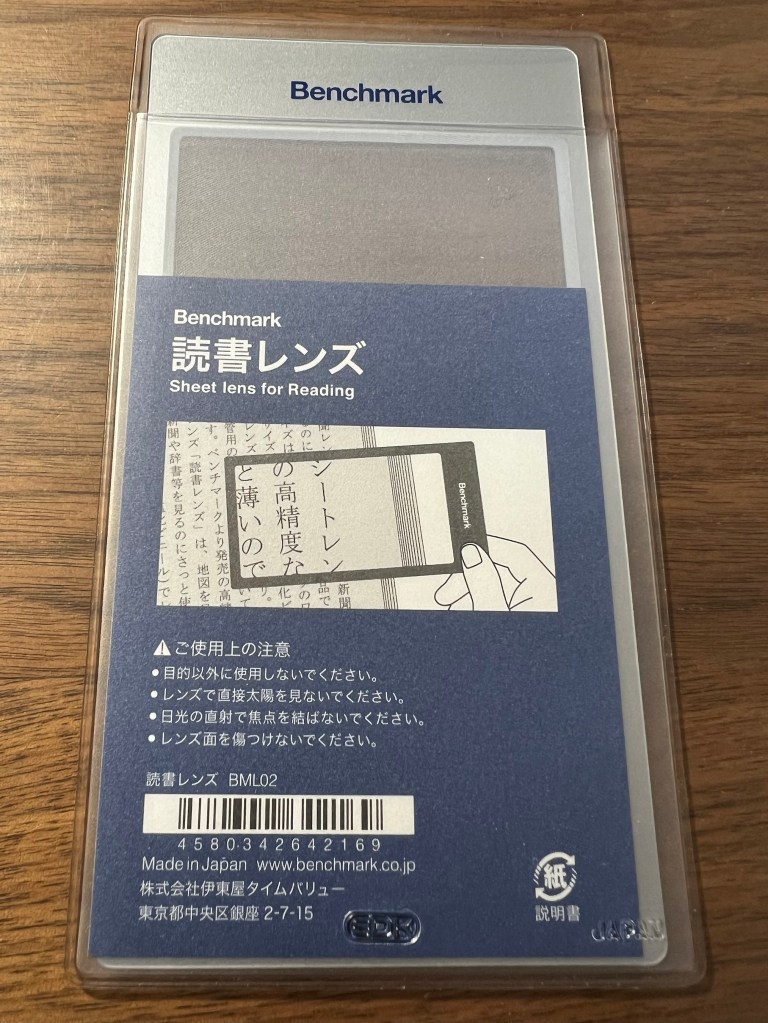 Benchmark
Benchmark
読書レンズ
Sheet lens for Reading
シートレン
の高精度な
と薄いので
Benchmark
⚠ご使用上の注意
●目的以外に使用しないでください。
●レンズで直接太陽を見ないでください。
●日光の直射で焦点を結ばないでください。
●レンズ面を傷つけないでください。
読書レンズ BML02
4580342642169
Made in Japan www.benchmark.co.jp
株式会社伊東屋タイムバリュー
東京都中央区銀座 2-7-15
紙
説明書
JAPAN